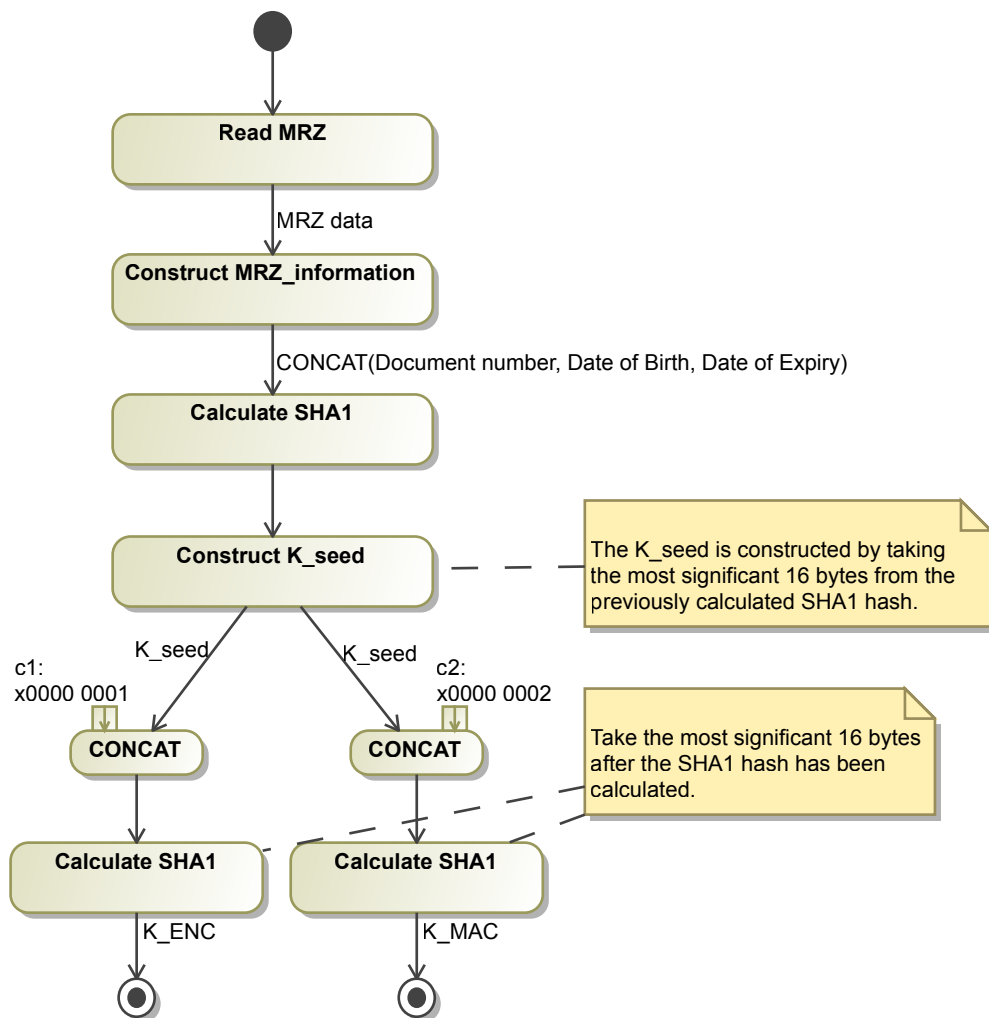 Read MRZ
MRZ data
Construct MRZ_information
CONCAT(Document number, Date of Birth, Date of Expiry)
Calculate SHA1
Construct K_seed
The K_seed is constructed by taking
the most significant 16 bytes from the
previously calculated SHA1 hash.
K_seed
K_seed
c1:
x0000 0001
c2:
x0000 0002
CONCAT
CONCAT
Take the most significant 16 bytes
after the SHA1 hash has been
calculated.
Calculate SHA1
Calculate SHA1
K_ENC
K_MAC